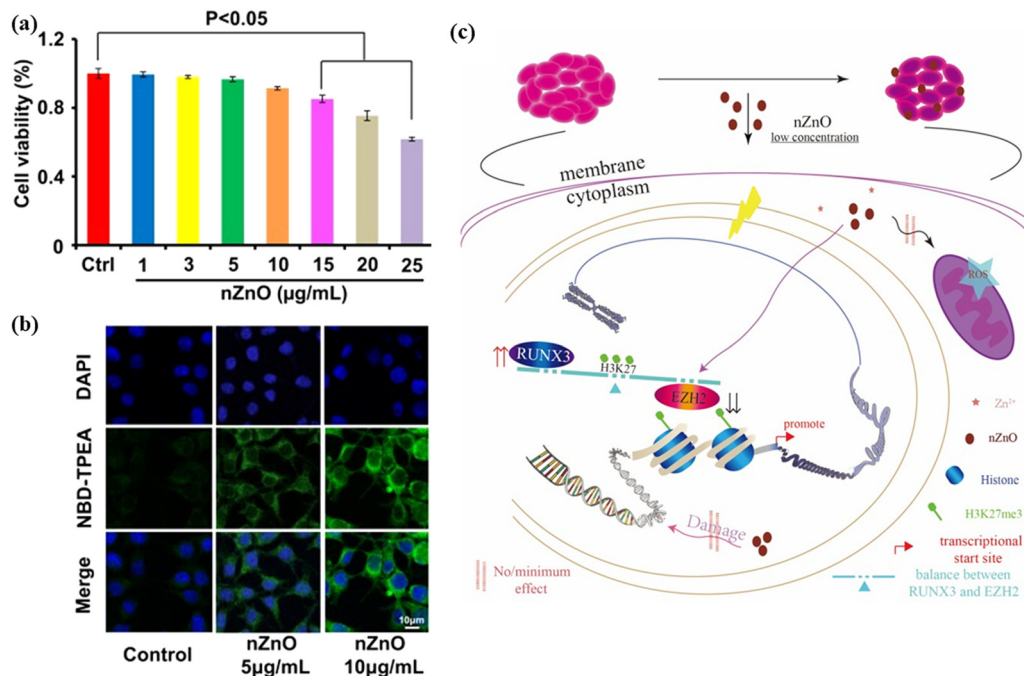 (a)
P<0.05
Cell viability (%)
1.2
0.8
0.4
0
Ctrl 1 3 5 10 15 20 25
nZnO (µg/mL)
(b)
DAPI
NBD-TPEA
Merge
10µm
Control
nZnO
5µg/mL
nZnO
10µg/mL
(c)
nZnO
low concentration
membrane
cytoplasm
ROS
RUNX3
H3K27
EZH2
promote
Damage
No/minimum
effect
Zn²⁺
nZnO
Histone
H3K27me3
transcriptional
start site
balance between
RUNX3 and EZH2